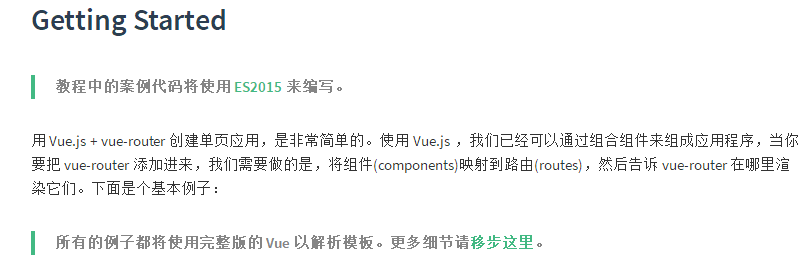 Getting Started
教程中的案例代码将使用 ES2015 来编写。
用 Vue.js + vue-router 创建单页应用，是非常简单的。使用 Vue.js ，我们已经可以通过组合组件来组成应用程序，当你
要把 vue-router 添加进来，我们需要做的是，将组件(components)映射到路由(routes)，然后告诉 vue-router 在哪里渲
染它们。下面是个基本例子：
所有的例子都将使用完整版的 Vue 以解析模板。更多细节请移步这里。